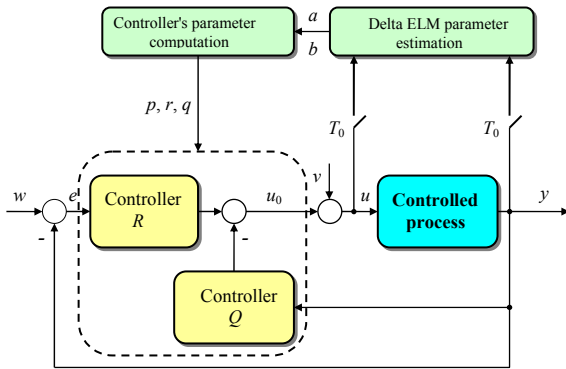 Controller's parameter
computation
a
b
Delta ELM parameter
estimation
p, r, q
T0
T0
w
e
-
Controller
R
-
u0
v
u
Controlled
process
y
Controller
Q